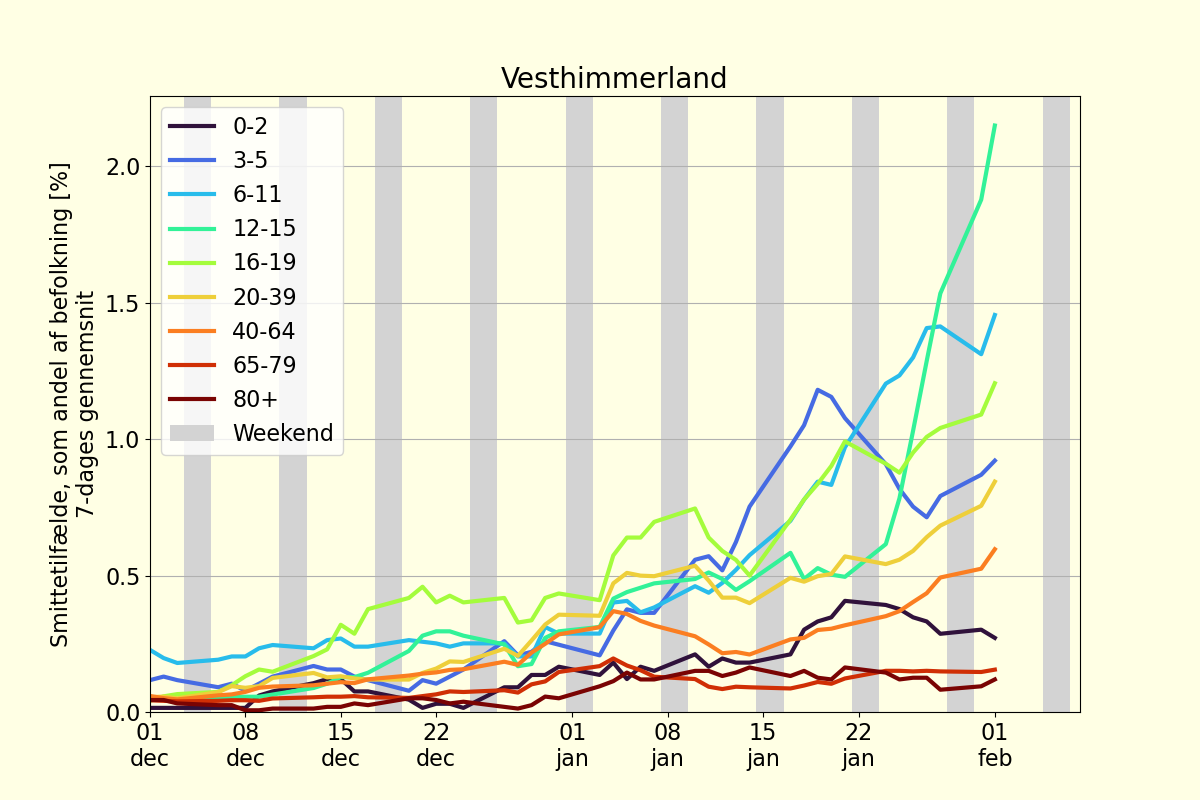 Vesthimmerland
Smittetilfælde, som andel af befolkning [%]
7-dages gennemsnit
2.0
1.5
1.0
0.5
0.0
0-2
3-5
6-11
12-15
16-19
20-39
40-64
65-79
80+
Weekend
01 08 15 22 01 08 15 22 01
dec dec dec dec jan jan jan jan feb